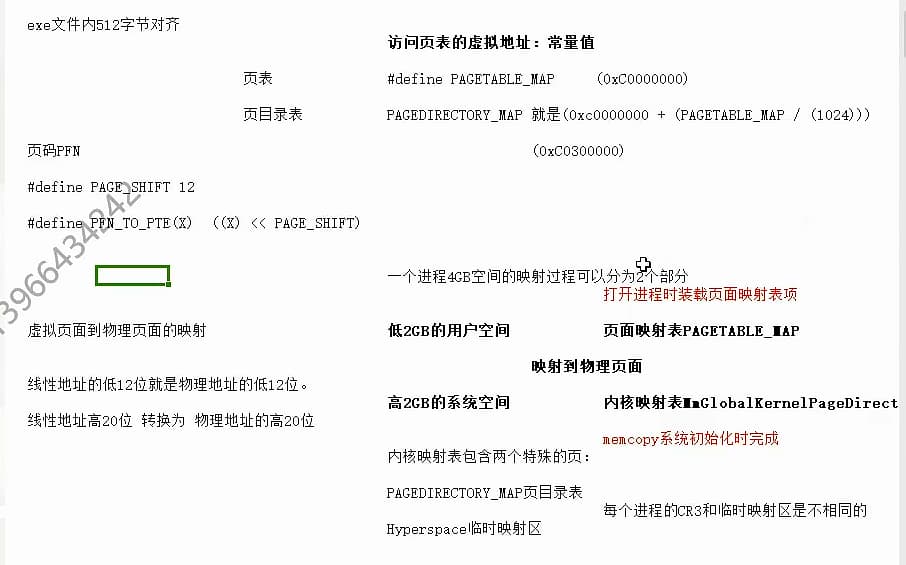 exe文件内512字节对齐
访问页表的虚拟地址：常量值
页表 #define PAGETABLE_MAP (0xC0000000)
页目录表 PAGEDIRECTORY_MAP 就是(0xc0000000 + (PAGETABLE_MAP / (1024)))
页码PFN (0xC0300000)
#define PAGE_SHIFT 12
#define PFN_TO_PTE(X) ((X) << PAGE_SHIFT)
13966434242
一个进程4GB空间的映射过程可以分为2个部分
打开进程时装载页面映射表项
虚拟页面到物理页面的映射 低2GB的用户空间 页面映射表PAGETABLE_MAP
映射到物理页面
线性地址的低12位就是物理地址的低12位。
高2GB的系统空间 内核映射表MmGlobalKernelPageDirect
线性地址高20位 转换为 物理地址的高20位
memcopy系统初始化时完成
内核映射表包含两个特殊的页：
PAGEDIRECTORY_MAP页目录表
每个进程的CR3和临时映射区是不相同的
Hyperspace临时映射区